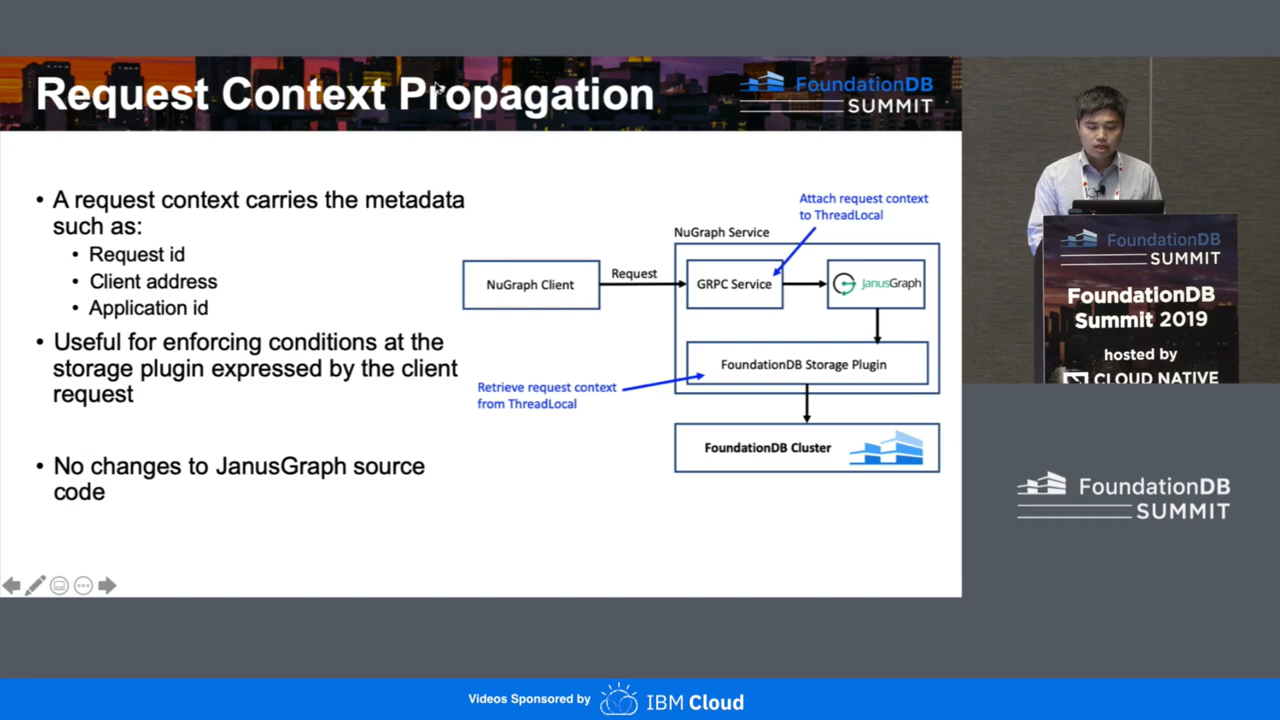 Request Context Propagation
FoundationDB
SUMMIT
• A request context carries the metadata
such as:
• Request id
• Client address
• Application id
• Useful for enforcing conditions at the
storage plugin expressed by the client
request
• No changes to JanusGraph source
code
Attach request context
to ThreadLocal
NuGraph Service
NuGraph Client
Request
GRPC Service
JanusGraph
FoundationDB Storage Plugin
Retrieve request context
from ThreadLocal
FoundationDB Cluster
FoundationDB
SUMMIT
FoundationDB
Summit 2019
hosted by
CLOUD NATIVE
FoundationDB
SUMMIT
Videos Sponsored by
IBM Cloud